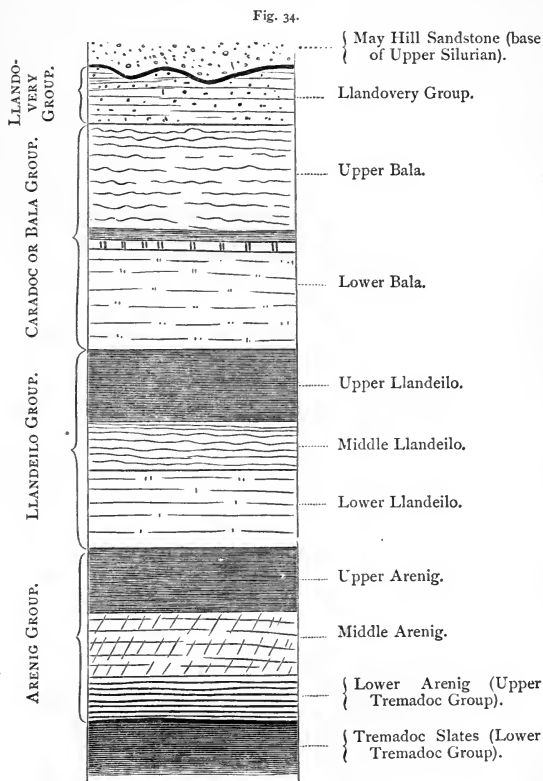 Fig. 34.
May Hill Sandstone (base
of Upper Silurian).
LLANDO-
VERY
GROUP.
Llandovery Group.
CARADOC OR BALA GROUP.
Upper Bala.
Lower Bala.
LLANDEILO GROUP.
Upper Llandeilo.
Middle Llandeilo.
Lower Llandeilo.
ARENIG GROUP.
Upper Arenig.
Middle Arenig.
Lower Arenig (Upper
Tremadoc Group).
Tremadoc Slates (Lower
Tremadoc Group).